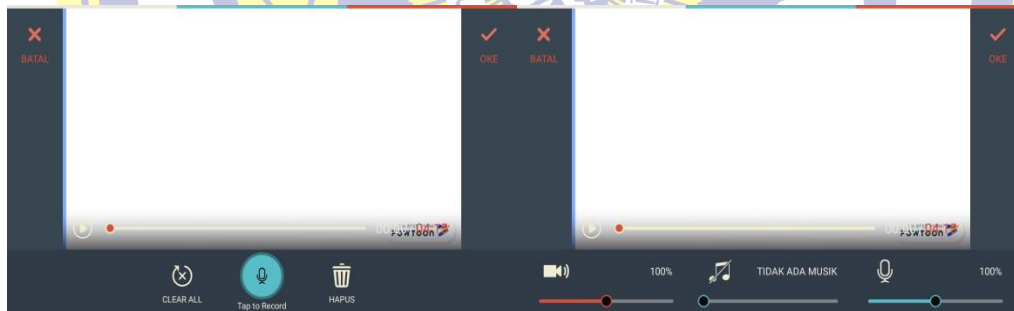 BATAL
OKE
CLEAR ALL
Tap to Record
HAPUS
BATAL
OKE
100%
TIDAK ADA MUSIK
100%